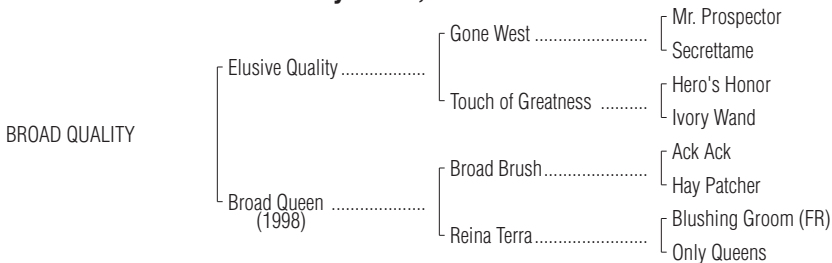 Mr. Prospector
Gone West ....................
Secrettame
Elusive Quality ..................
Hero's Honor
Touch of Greatness ..........
Ivory Wand
BROAD QUALITY
Ack Ack
Broad Brush......................
Hay Patcher
Broad Queen ....................
(1998)
Blushing Groom (FR)
Reina Terra........................
Only Queens